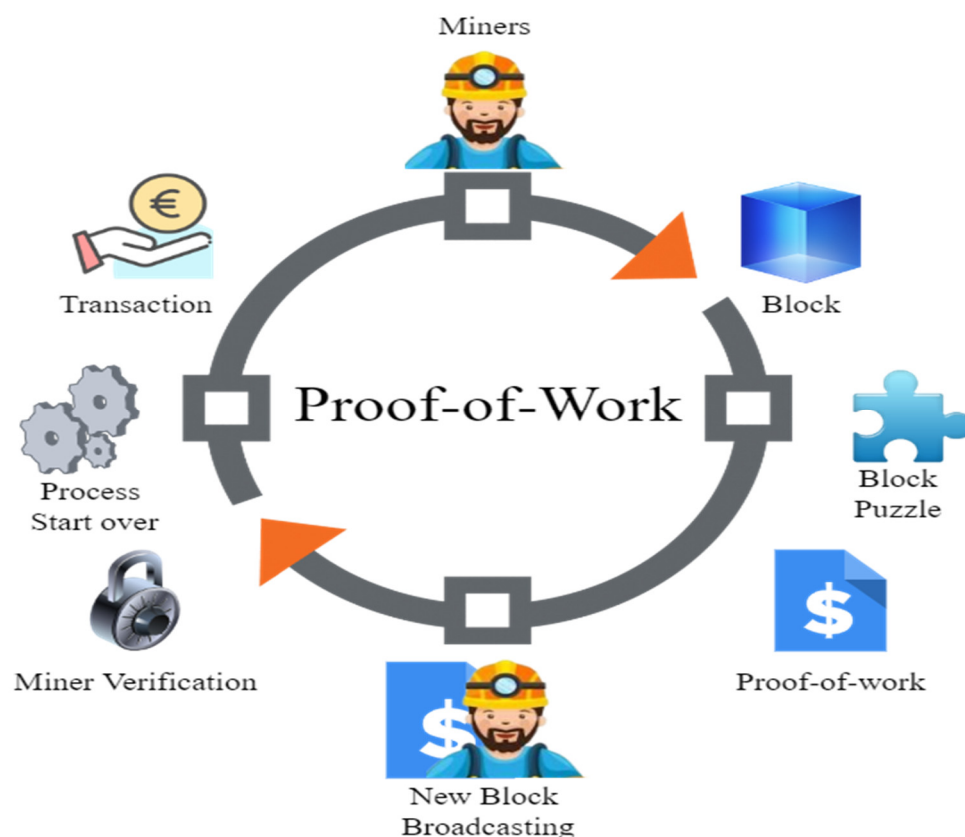 Miners
€
Transaction
Block
Proof-of-Work
Process
Start over
Block
Puzzle
$
Miner Verification
Proof-of-work
$
New Block
Broadcasting